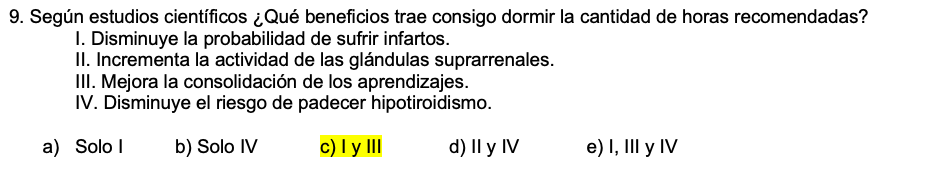 9. Según estudios científicos ¿Qué beneficios trae consigo dormir la cantidad de horas recomendadas?
I. Disminuye la probabilidad de sufrir infartos.
II. Incrementa la actividad de las glándulas suprarrenales.
III. Mejora la consolidación de los aprendizajes.
IV. Disminuye el riesgo de padecer hipotiroidismo.
a) Solo I b) Solo IV c) I y III d) II y IV e) I, III y IV